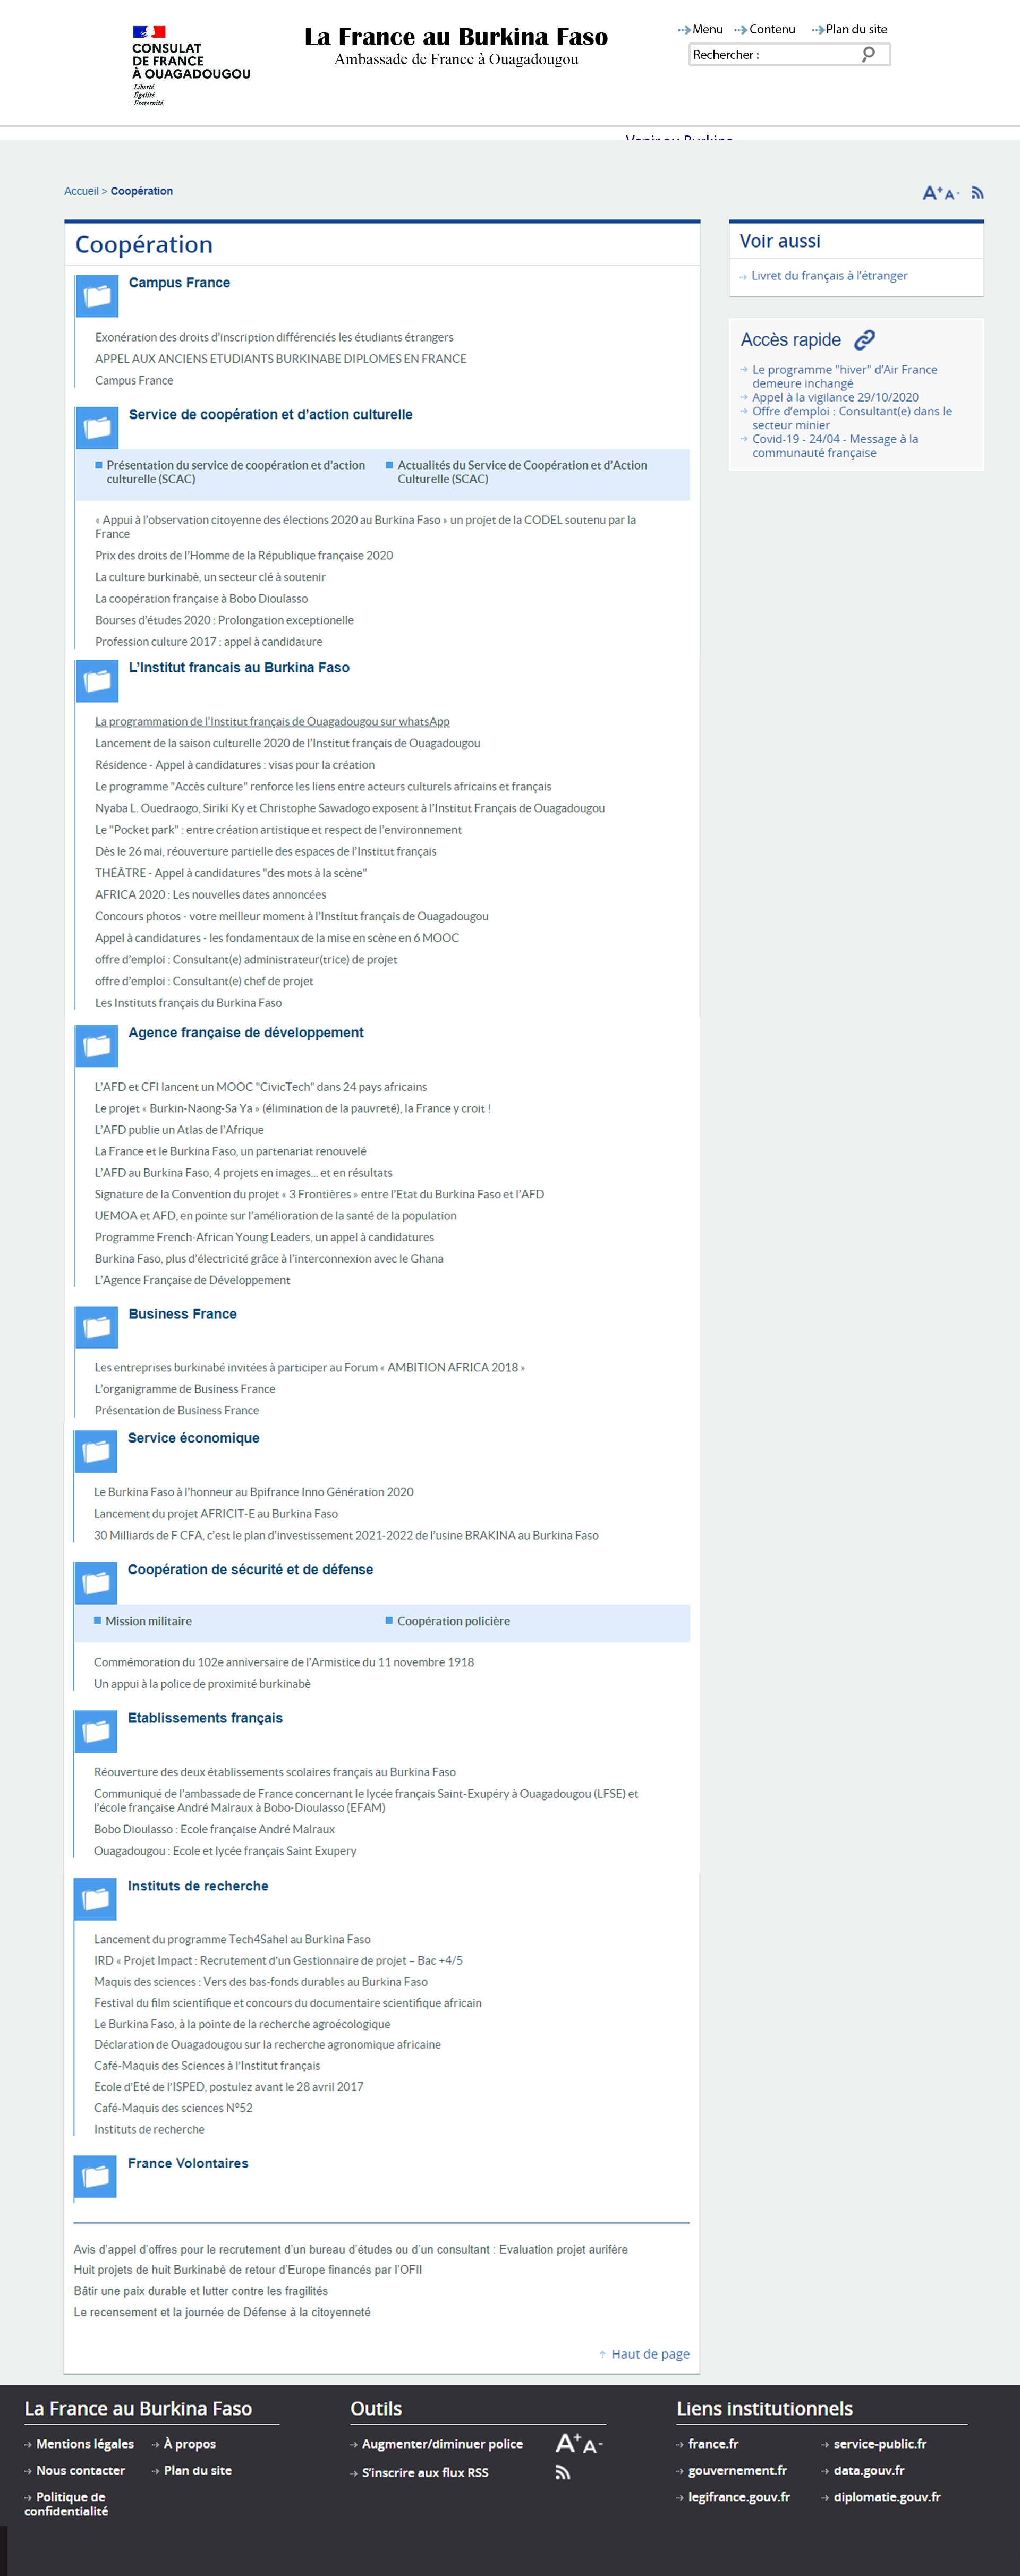 CONSULAT
DE FRANCE
À OUAGADOUGOU
Liberté
Égalité
Fraternité
La France au Burkina Faso
Ambassade de France à Ouagadougou
Menu Contenu Plan du site
Rechercher :
Accueil > Coopération
A+ A-
Coopération
Campus France
Exonération des droits d'inscription différenciés les étudiants étrangers
APPEL AUX ANCIENS ETUDIANTS BURKINABE DIPLOMES EN FRANCE
Campus France
Service de coopération et d'action culturelle
Présentation du service de coopération et d'action
culturelle (SCAC)
Actualités du Service de Coopération et d'Action
Culturelle (SCAC)
« Appui à l'observation citoyenne des élections 2020 au Burkina Faso » un projet de la CODEL soutenu par la
France
Prix des droits de l'Homme de la République française 2020
La culture burkinabè, un secteur clé à soutenir
La coopération française à Bobo Dioulasso
Bourses d'études 2020 : Prolongation exceptionelle
Profession culture 2017 : appel à candidature
L'Institut francais au Burkina Faso
La programmation de l'Institut français de Ouagadougou sur whatsApp
Lancement de la saison culturelle 2020 de l'Institut français de Ouagadougou
Résidence - Appel à candidatures : visas pour la création
Le programme "Accès culture" renforce les liens entre acteurs culturels africains et français
Nyaba L. Ouedraogo, Siriki Ky et Christophe Sawadogo exposent à l'Institut Français de Ouagadougou
Le "Pocket park" : entre création artistique et respect de l'environnement
Dès le 26 mai, réouverture partielle des espaces de l'Institut français
THÉÂTRE - Appel à candidatures "des mots à la scène"
AFRICA 2020 : Les nouvelles dates annoncées
Concours photos - votre meilleur moment à l'Institut français de Ouagadougou
Appel à candidatures - les fondamentaux de la mise en scène en 6 MOOC
offre d'emploi : Consultant(e) administrateur(trice) de projet
offre d'emploi : Consultant(e) chef de projet
Les Instituts français du Burkina Faso
Agence française de développement
L'AFD et CFI lancent un MOOC "CivicTech" dans 24 pays africains
Le projet « Burkin-Naong-Sa Ya » (élimination de la pauvreté), la France y croit !
L'AFD publie un Atlas de l'Afrique
La France et le Burkina Faso, un partenariat renouvelé
L'AFD au Burkina Faso, 4 projets en images... et en résultats
Signature de la Convention du projet « 3 Frontières » entre l'Etat du Burkina Faso et l'AFD
UEMOA et AFD, en pointe sur l'amélioration de la santé de la population
Programme French-African Young Leaders, un appel à candidatures
Burkina Faso, plus d'électricité grâce à l'interconnexion avec le Ghana
L'Agence Française de Développement
Business France
Les entreprises burkinabé invitées à participer au Forum « AMBITION AFRICA 2018 »
L'organigramme de Business France
Présentation de Business France
Service économique
Le Burkina Faso à l'honneur au Bpifrance Inno Génération 2020
Lancement du projet AFRICIT-E au Burkina Faso
30 Milliards de F CFA, c'est le plan d'investissement 2021-2022 de l'usine BRAKINA au Burkina Faso
Coopération de sécurité et de défense
Mission militaire
Coopération policière
Commémoration du 102e anniversaire de l'Armistice du 11 novembre 1918
Un appui à la police de proximité burkinabè
Etablissements français
Réouverture des deux établissements scolaires français au Burkina Faso
Communiqué de l'ambassade de France concernant le lycée français Saint-Exupéry à Ouagadougou (LFSE) et
l'école française André Malraux à Bobo-Dioulasso (EFAM)
Bobo Dioulasso : Ecole française André Malraux
Ouagadougou : Ecole et lycée français Saint Exupery
Instituts de recherche
Lancement du programme Tech4Sahel au Burkina Faso
IRD « Projet Impact : Recrutement d'un Gestionnaire de projet – Bac +4/5
Maquis des sciences : Vers des bas-fonds durables au Burkina Faso
Festival du film scientifique et concours du documentaire scientifique africain
Le Burkina Faso, à la pointe de la recherche agroécologique
Déclaration de Ouagadougou sur la recherche agronomique africaine
Café-Maquis des Sciences à l'Institut français
Ecole d'Eté de l'ISPED, postulez avant le 28 avril 2017
Café-Maquis des sciences N°52
Instituts de recherche
France Volontaires
Avis d'appel d'offres pour le recrutement d'un bureau d'études ou d'un consultant : Evaluation projet aurifère
Huit projets de huit Burkinabè de retour d'Europe financés par l'OFII
Bâtir une paix durable et lutter contre les fragilités
Le recensement et la journée de Défense à la citoyenneté
Haut de page
Voir aussi
Livret du français à l'étranger
Accès rapide
Le programme "hiver" d'Air France
demeure inchangé
Appel à la vigilance 29/10/2020
Offre d'emploi : Consultant(e) dans le
secteur minier
Covid-19 - 24/04 - Message à la
communauté française
La France au Burkina Faso
Mentions légales À propos
Nous contacter Plan du site
Politique de
confidentialité
Outils
Augmenter/diminuer police A+ A-
S'inscrire aux flux RSS
Liens institutionnels
france.fr service-public.fr
gouvernement.fr data.gouv.fr
legifrance.gouv.fr diplomatie.gouv.fr